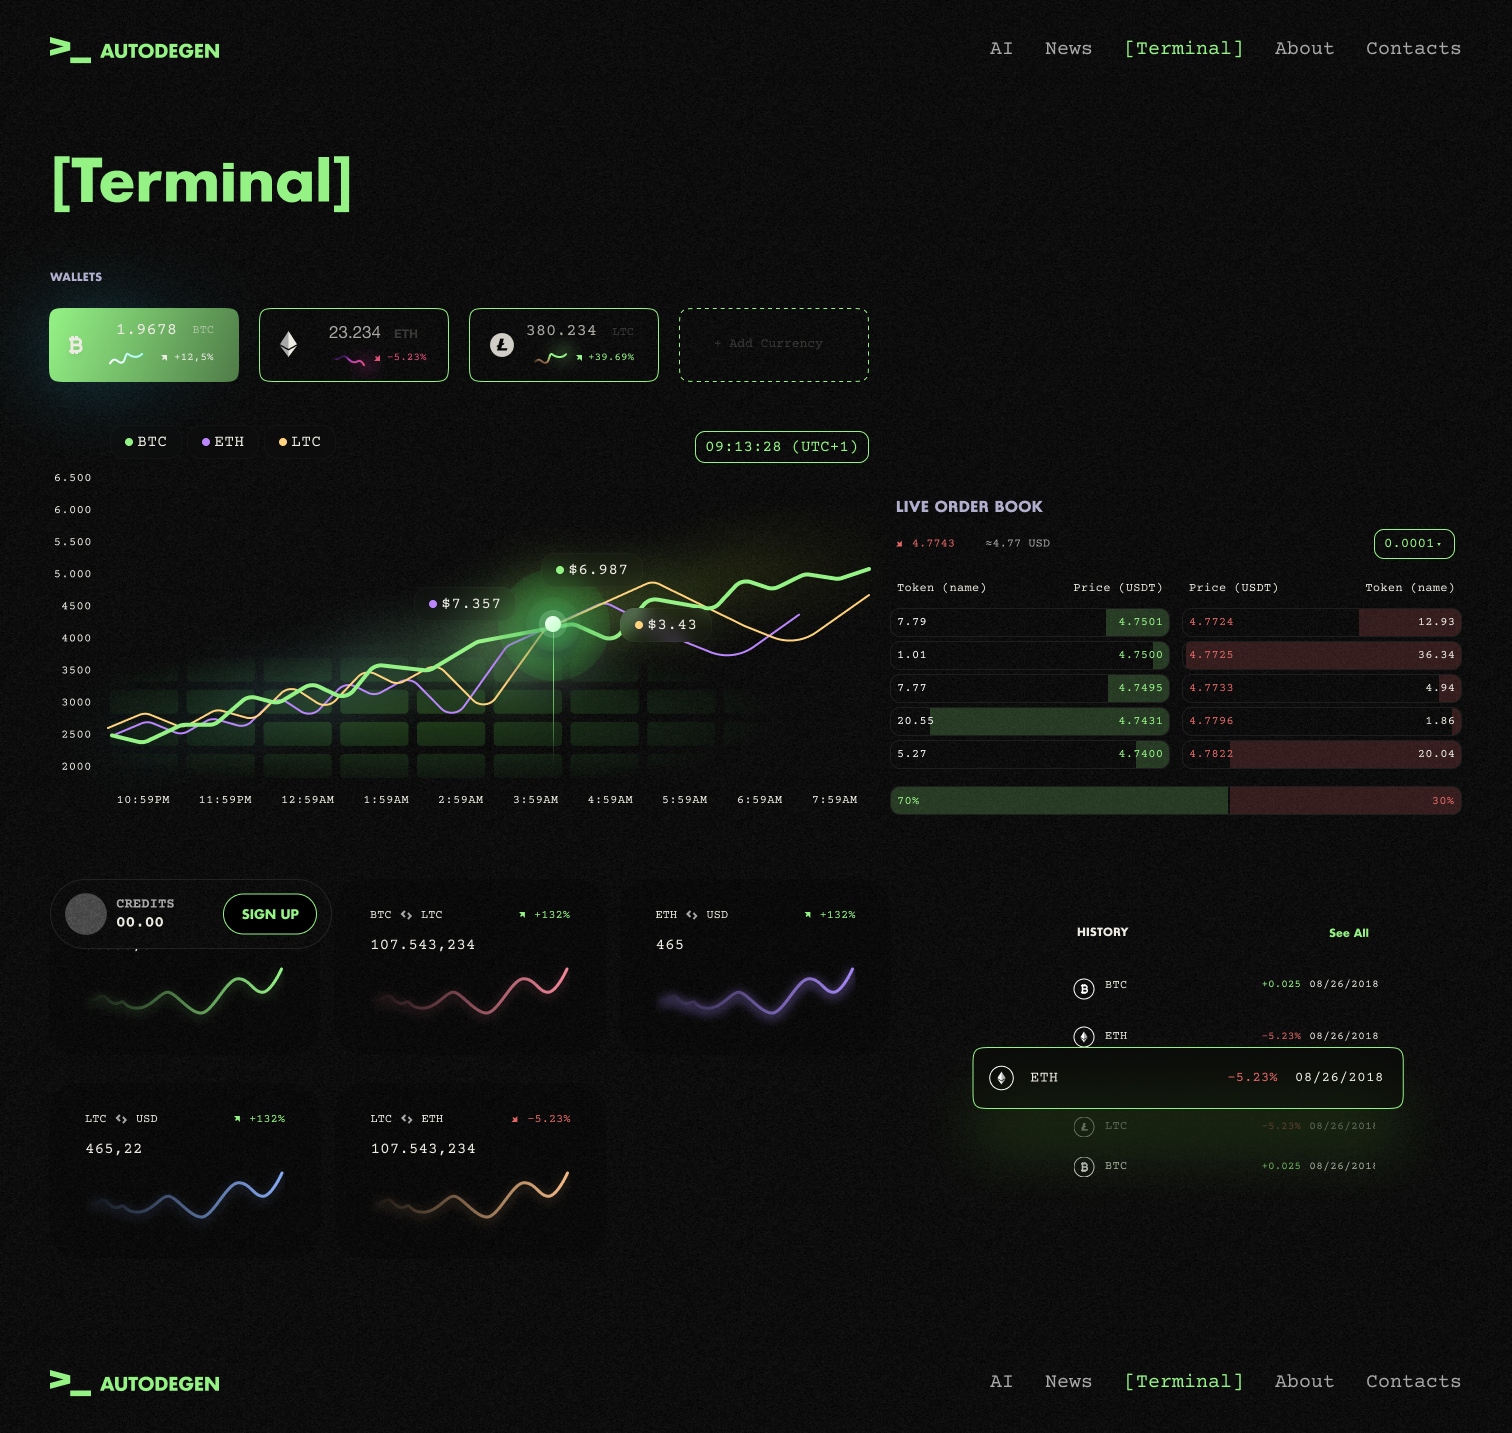 >_ AUTODEGEN
AI News [Terminal] About Contacts
[Terminal]
WALLETS
1.9678 BTC
+12,5%
23.234 ETH
-5.23%
380.234 LTC
+39.69%
+ Add Currency
BTC ETH LTC
09:13:28 (UTC+1)
6.500
6.000
5.500
5.000
4500
4000
3500
3000
2500
2000
$6.987
$7.357
$3.43
10:59PM 11:59PM 12:59AM 1:59AM 2:59AM 3:59AM 4:59AM 5:59AM 6:59AM 7:59AM
LIVE ORDER BOOK
4.7743 ≈4.77 USD
0.0001
Token (name) Price (USDT) Price (USDT) Token (name)
7.79 4.7501 4.7724 12.93
1.01 4.7500 4.7725 36.34
7.77 4.7495 4.7733 4.94
20.55 4.7431 4.7796 1.86
5.27 4.7400 4.7822 20.04
70% 30%
CREDITS
00.00
SIGN UP
BTC LTC +132%
107.543,234
ETH USD +132%
465
LTC USD +132%
465,22
LTC ETH -5.23%
107.543,234
HISTORY See All
BTC +0.025 08/26/2018
ETH -5.23% 08/26/2018
ETH -5.23% 08/26/2018
LTC -5.23% 08/26/2018
BTC +0.025 08/26/2018
>_ AUTODEGEN
AI News [Terminal] About Contacts